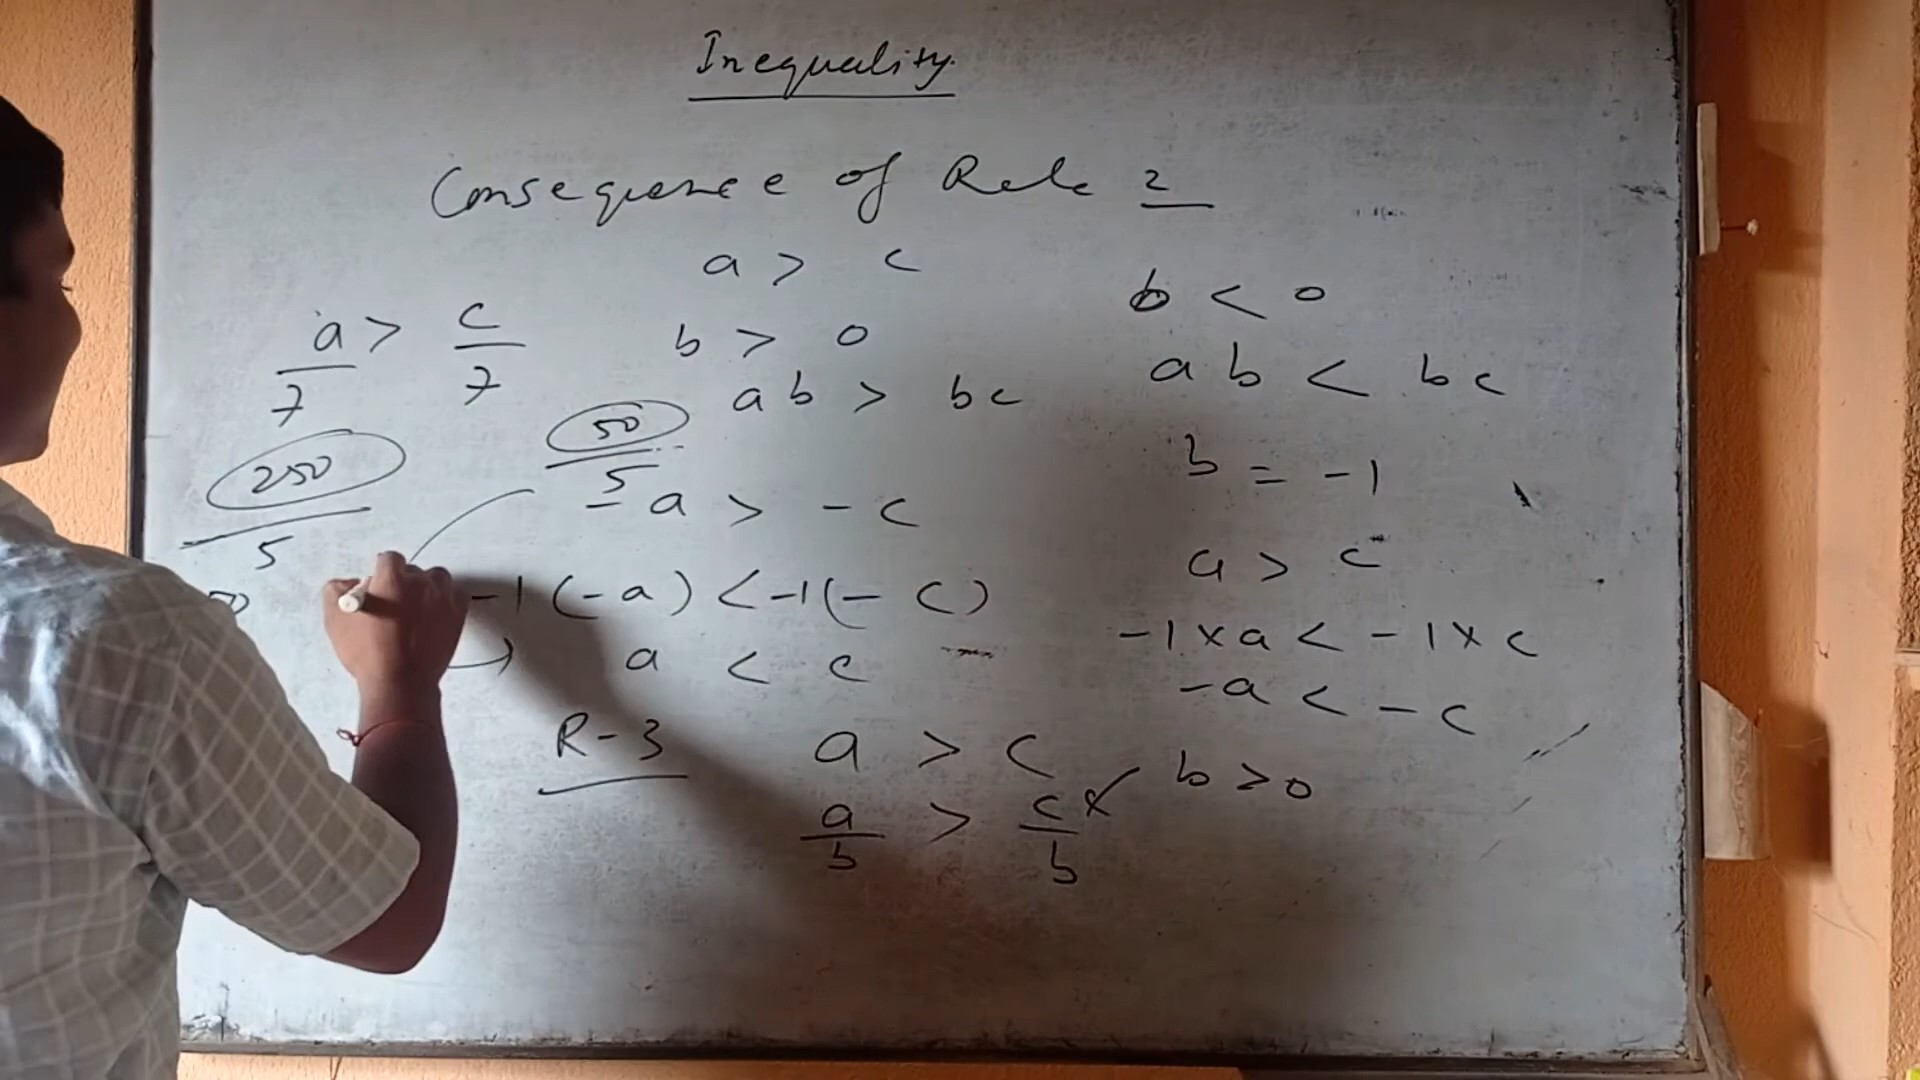 Inequality.
Consequence of Rule 2
a > c
b > 0
ab > bc
a/7 > c/7
250/5
50/5
50
-a > -c
-1(-a) < -1(-c)
a < c
b < 0
ab < bc
b = -1
a > c
-1×a < -1×c
-a < -c
R-3
a > c
b > 0
a/b > c/b